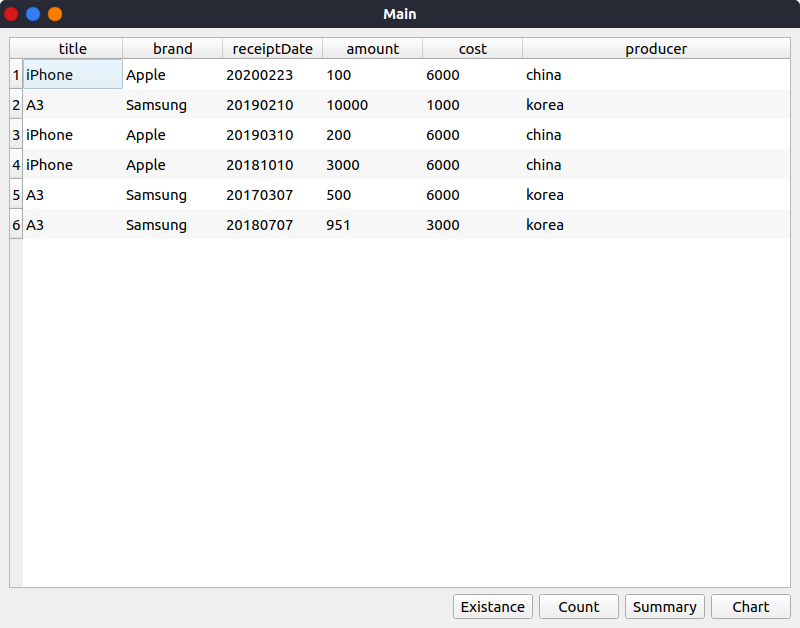 Main
title brand receiptDate amount cost producer
1 iPhone Apple 20200223 100 6000 china
2 A3 Samsung 20190210 10000 1000 korea
3 iPhone Apple 20190310 200 6000 china
4 iPhone Apple 20181010 3000 6000 china
5 A3 Samsung 20170307 500 6000 korea
6 A3 Samsung 20180707 951 3000 korea
Existance Count Summary Chart